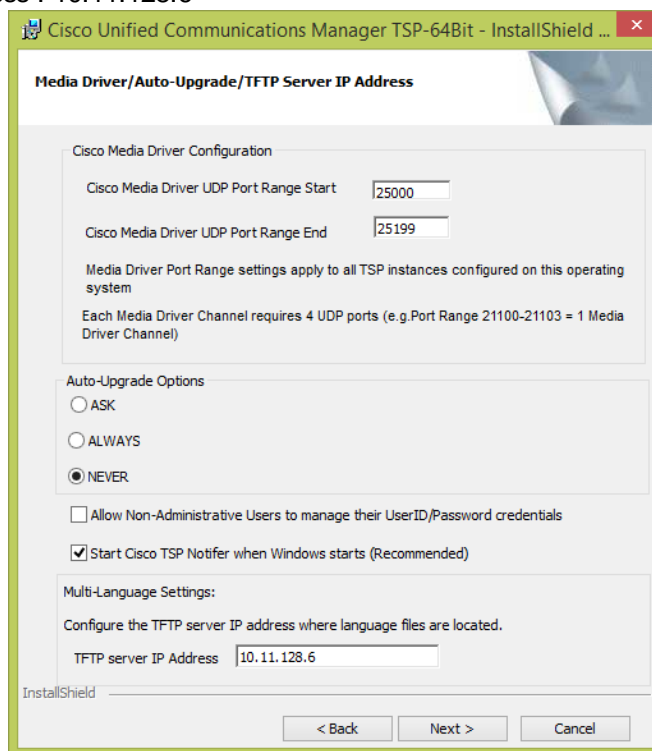 Cisco Unified Communications Manager TSP-64Bit - InstallShield ...
Media Driver/Auto-Upgrade/TFTP Server IP Address
Cisco Media Driver Configuration
Cisco Media Driver UDP Port Range Start 25000
Cisco Media Driver UDP Port Range End 25199
Media Driver Port Range settings apply to all TSP instances configured on this operating
system
Each Media Driver Channel requires 4 UDP ports (e.g.Port Range 21100-21103 = 1 Media
Driver Channel)
Auto-Upgrade Options
ASK
ALWAYS
NEVER
Allow Non-Administrative Users to manage their UserID/Password credentials
Start Cisco TSP Notifer when Windows starts (Recommended)
Multi-Language Settings:
Configure the TFTP server IP address where language files are located.
TFTP server IP Address 10.11.128.6
InstallShield
< Back Next > Cancel